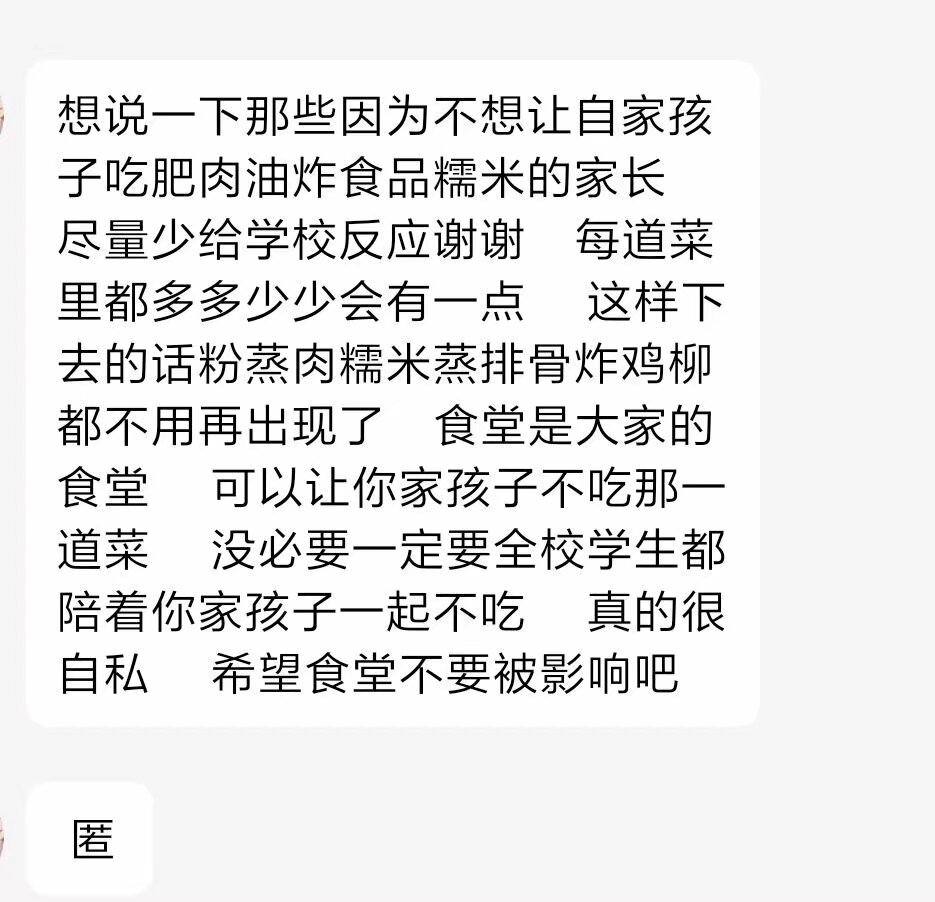 想说一下那些因为不想让自家孩
子吃肥肉油炸食品糯米的家长
尽量少给学校反应谢谢　每道菜
里都多多少少会有一点　这样下
去的话粉蒸肉糯米蒸排骨炸鸡柳
都不用再出现了　食堂是大家的
食堂　可以让你家孩子不吃那一
道菜　没必要一定要全校学生都
陪着你家孩子一起不吃　真的很
自私　希望食堂不要被影响吧
匿